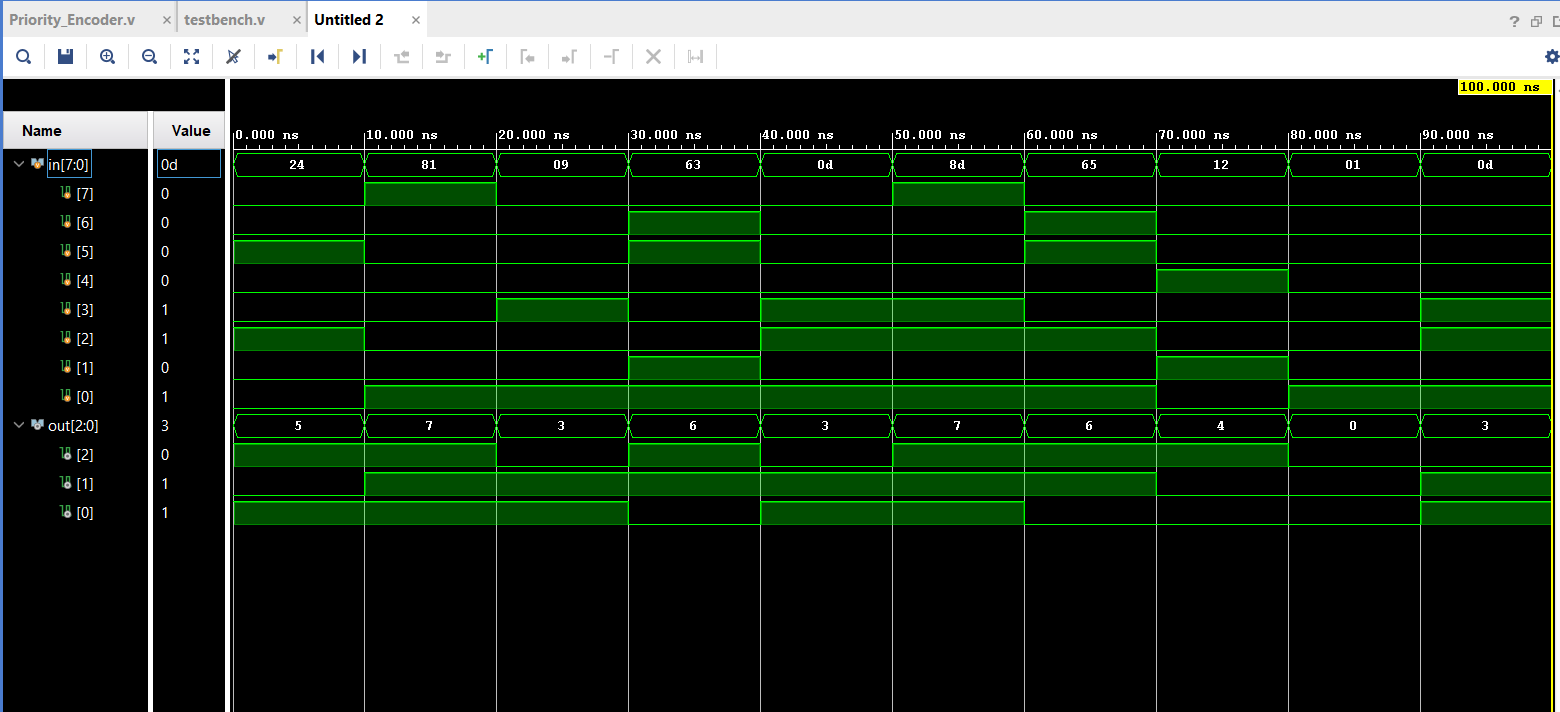 Priority_Encoder.v × testbench.v × Untitled 2 ×
?
100.000 ns
Name Value
0.000 ns 10.000 ns 20.000 ns 30.000 ns 40.000 ns 50.000 ns 60.000 ns 70.000 ns 80.000 ns 90.000 ns
in[7:0] 0d 24 81 09 63 0d 8d 65 12 01 0d
[7] 0
[6] 0
[5] 0
[4] 0
[3] 1
[2] 1
[1] 0
[0] 1
out[2:0] 3 5 7 3 6 3 7 6 4 0 3
[2] 0
[1] 1
[0] 1